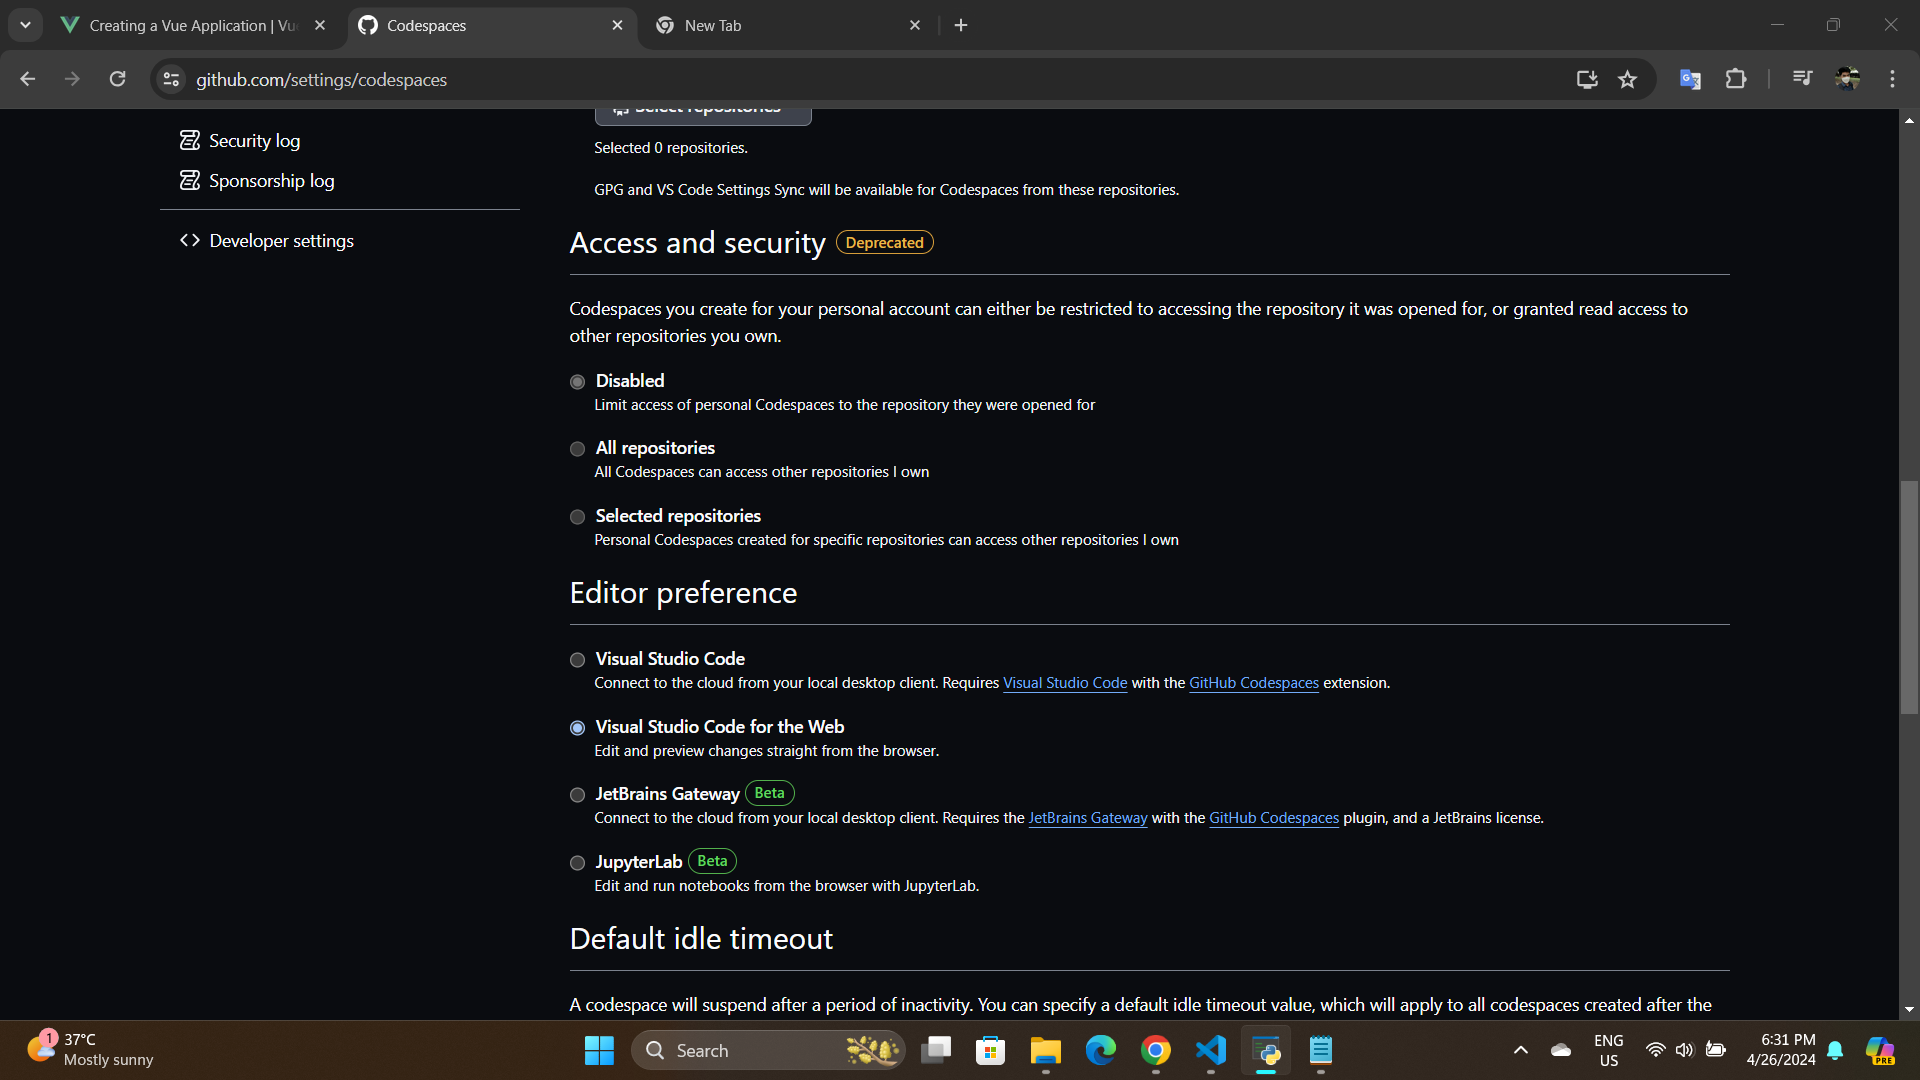 Creating a Vue Application | Vu
Codespaces
New Tab
github.com/settings/codespaces
Select repositories
Security log
Sponsorship log
Developer settings
Selected 0 repositories.
GPG and VS Code Settings Sync will be available for Codespaces from these repositories.
Access and security Deprecated
Codespaces you create for your personal account can either be restricted to accessing the repository it was opened for, or granted read access to
other repositories you own.
Disabled
Limit access of personal Codespaces to the repository they were opened for
All repositories
All Codespaces can access other repositories I own
Selected repositories
Personal Codespaces created for specific repositories can access other repositories I own
Editor preference
Visual Studio Code
Connect to the cloud from your local desktop client. Requires Visual Studio Code with the GitHub Codespaces extension.
Visual Studio Code for the Web
Edit and preview changes straight from the browser.
JetBrains Gateway Beta
Connect to the cloud from your local desktop client. Requires the JetBrains Gateway with the GitHub Codespaces plugin, and a JetBrains license.
JupyterLab Beta
Edit and run notebooks from the browser with JupyterLab.
Default idle timeout
A codespace will suspend after a period of inactivity. You can specify a default idle timeout value, which will apply to all codespaces created after the
1
37°C
Mostly sunny
Search
ENG
US
6:31 PM
4/26/2024
PRE